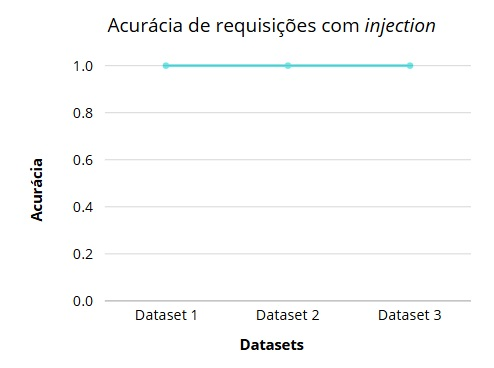 Acurácia de requisições com injection
1.0
0.8
0.6
0.4
0.2
0.0
Acurácia
Dataset 1
Dataset 2
Dataset 3
Datasets